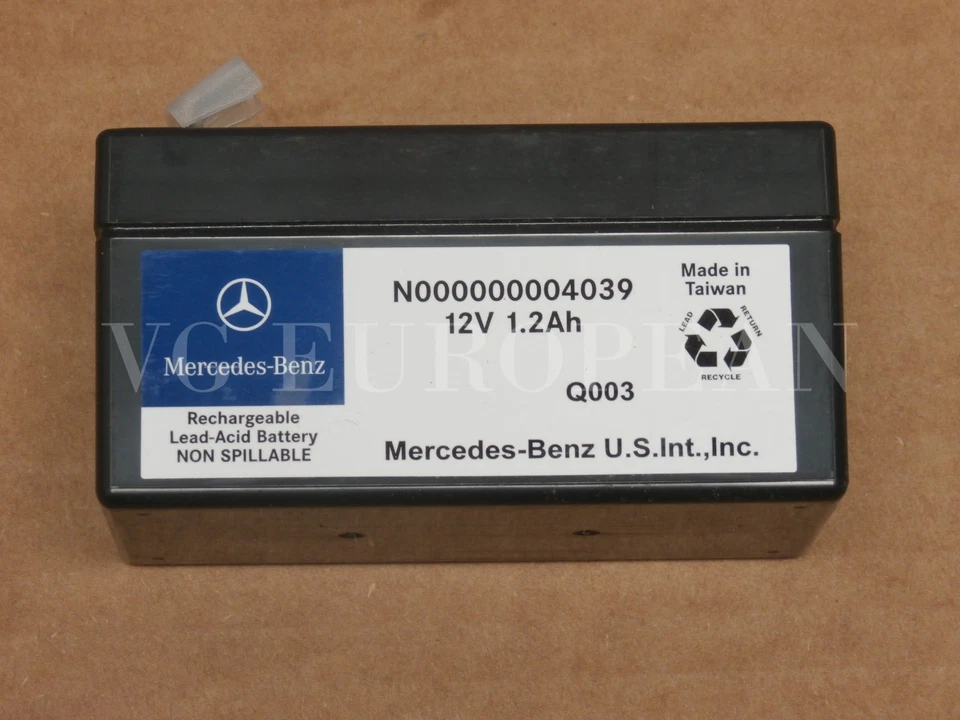 N000000004039
12V 1.2Ah
Made in
Taiwan
LEAD
RETURN
RECYCLE
Mercedes-Benz
Q003
Rechargeable
Lead-Acid Battery
NON SPILLABLE
Mercedes-Benz U.S.Int.,Inc.
VG EUROPEAN